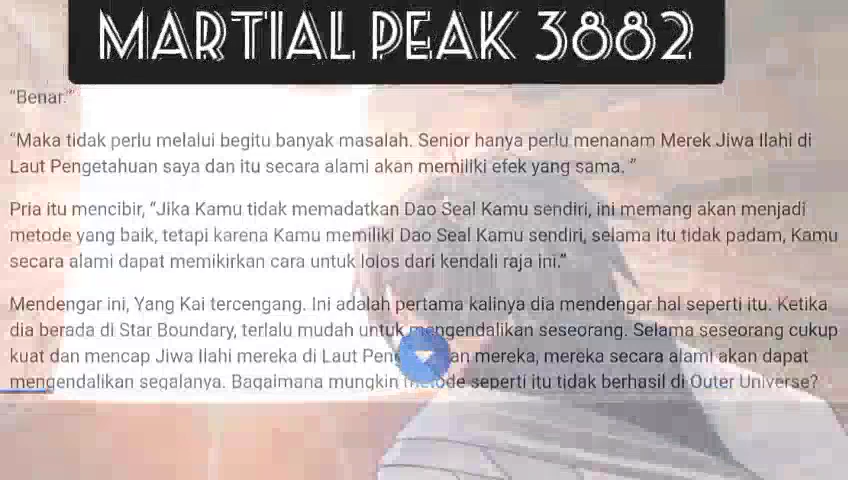 MARTIAL PEAK 3882
“Benar.”
“Maka tidak perlu melalui begitu banyak masalah. Senior hanya perlu menanam Merek Jiwa Ilahi di
Laut Pengetahuan saya dan itu secara alami akan memiliki efek yang sama. ”
Pria itu mencibir, “Jika Kamu tidak memadatkan Dao Seal Kamu sendiri, ini memang akan menjadi
metode yang baik, tetapi karena Kamu memiliki Dao Seal Kamu sendiri, selama itu tidak padam, Kamu
secara alami dapat memikirkan cara untuk lolos dari kendali raja ini.”
Mendengar ini, Yang Kai tercengang. Ini adalah pertama kalinya dia mendengar hal seperti itu. Ketika
dia berada di Star Boundary, terlalu mudah untuk mengendalikan seseorang. Selama seseorang cukup
kuat dan mencap Jiwa Ilahi mereka di Laut mereka, mereka secara alami akan dapat
mengendalikan segalanya. Bagaimana mungkin metode seperti itu tidak berhasil di Outer Universe?